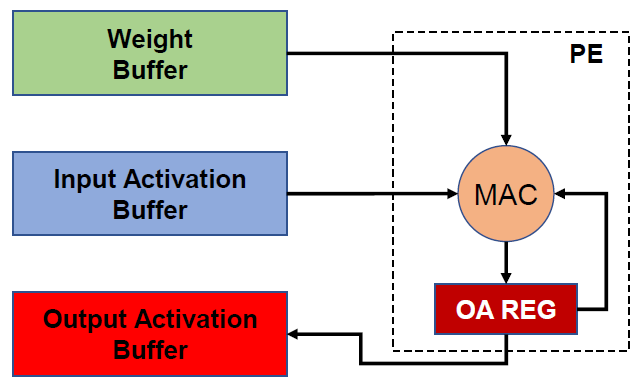 Weight
Buffer
PE
Input Activation
Buffer
MAC
Output Activation
Buffer
OA REG